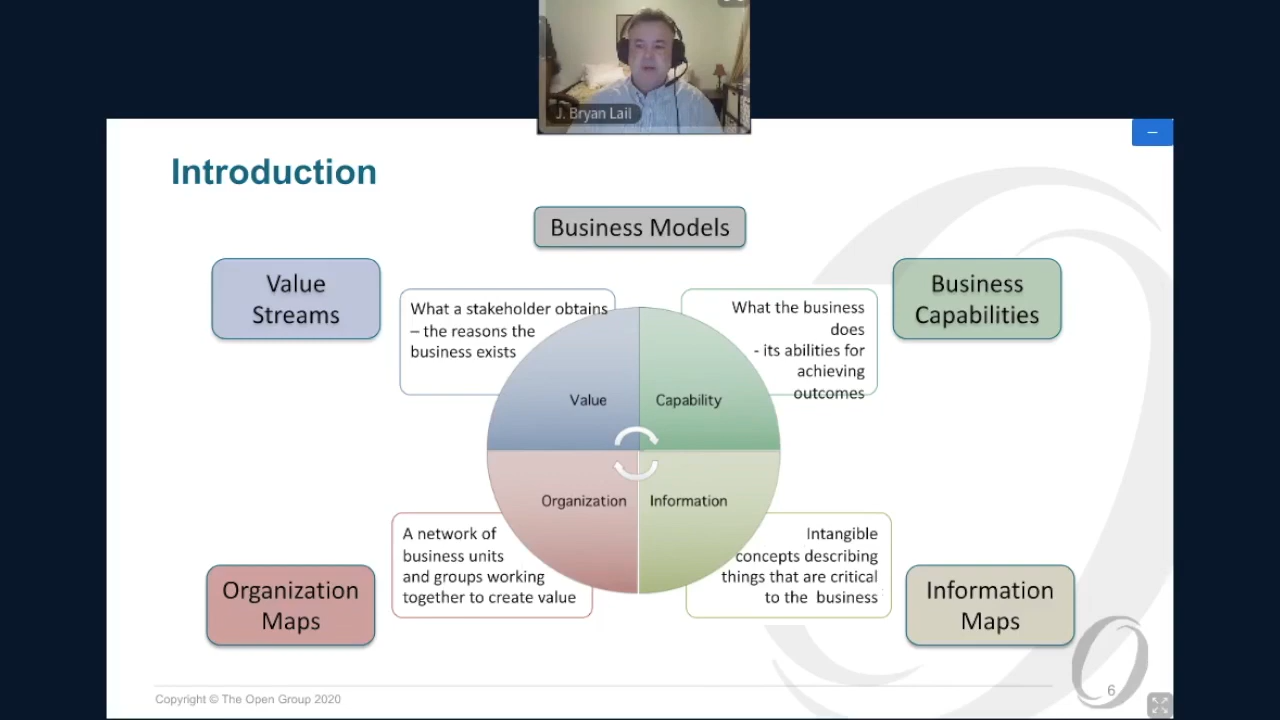 J. Bryan Lail
Introduction
Business Models
Value
Streams
What a stakeholder obtains
– the reasons the
business exists
What the business
does
- its abilities for
achieving
outcomes
Business
Capabilities
Value
Capability
Organization
Information
A network of
business units
and groups working
together to create value
Intangible
concepts describing
things that are critical
to the business
Organization
Maps
Information
Maps
Copyright © The Open Group 2020
6